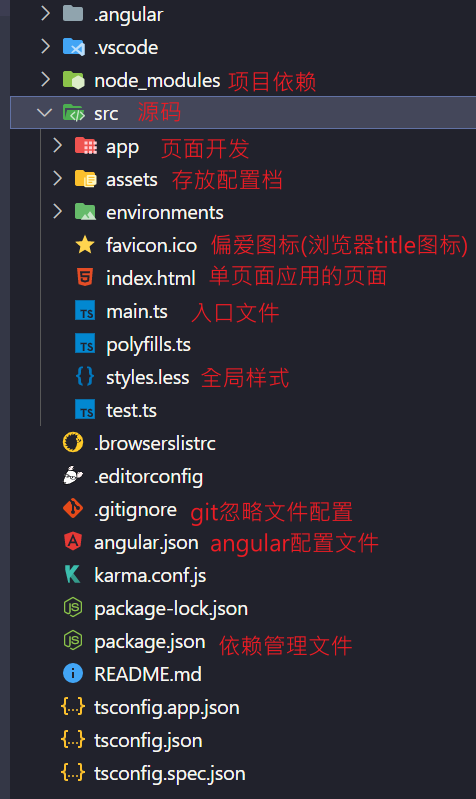 .angular
.vscode
node_modules 项目依赖
src 源码
app 页面开发
assets 存放配置档
environments
favicon.ico 偏爱图标(浏览器title图标)
index.html 单页面应用的页面
TS main.ts 入口文件
TS polyfills.ts
styles.less 全局样式
TS test.ts
.browserslistrc
.editorconfig
.gitignore git忽略文件配置
angular.json angular配置文件
karma.conf.js
package-lock.json
package.json 依赖管理文件
README.md
tsconfig.app.json
tsconfig.json
tsconfig.spec.json